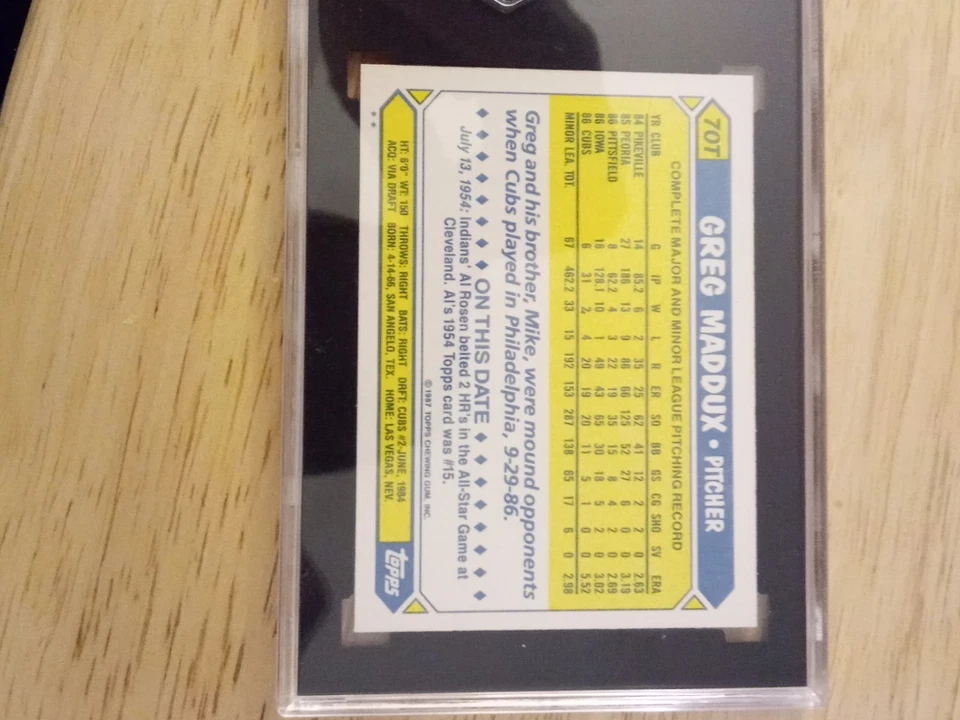 70T GREG MADDUX • PITCHER
COMPLETE MAJOR AND MINOR LEAGUE PITCHING RECORD
YR CLUB G IP W L R ER SO BB GS CG SHO SV ERA
84 PIKEVILLE 14 85.2 6 2 35 25 62 41 12 2 2 0 2.63
85 PEORIA 27 186 13 9 86 66 125 52 27 6 0 0 3.19
86 PITTSFIELD 8 62.2 4 3 22 19 35 15 8 4 2 0 2.69
86 IOWA 18 128.1 10 1 49 43 65 30 18 5 2 0 3.02
86 CUBS 6 31 2 4 20 19 20 11 5 1 0 0 5.52
MINOR LEA. TOT. 67 462.2 33 15 192 153 287 138 65 17 6 0 2.98
Greg and his brother, Mike, were mound opponents
when Cubs played in Philadelphia, 9-29-86.
ON THIS DATE
July 13, 1954: Indians' Al Rosen belted 2 HR's in the All-Star Game at
Cleveland. Al's 1954 Topps card was #15.
©1987 TOPPS CHEWING GUM, INC.
HT: 6'0" WT: 150 THROWS: RIGHT BATS: RIGHT DRFT: CUBS #2-JUNE, 1984
ACQ: VIA DRAFT BORN: 4-14-66, SAN ANGELO, TEX. HOME: LAS VEGAS, NEV.
topps
**